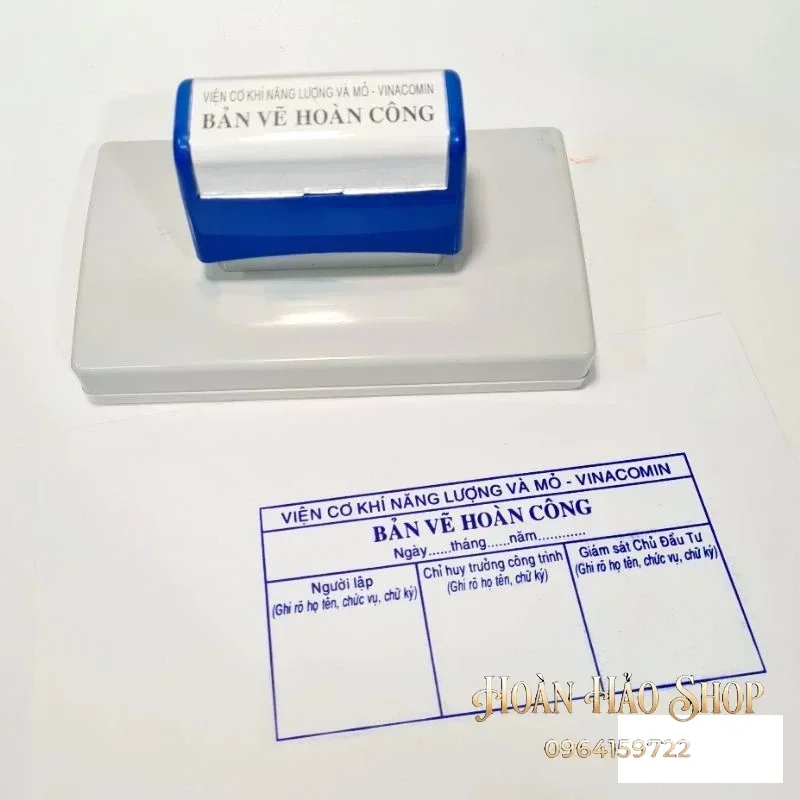 VIỆN CƠ KHÍ NĂNG LƯỢNG VÀ MỎ - VINACOMIN
BẢN VẼ HOÀN CÔNG
VIỆN CƠ KHÍ NĂNG LƯỢNG VÀ MỎ - VINACOMIN
BẢN VẼ HOÀN CÔNG
Ngày......tháng......năm............
Người lập
(Ghi rõ họ tên, chức vụ, chữ ký)
Chỉ huy trưởng công trình
(Ghi rõ họ tên, chữ ký)
Giám sát Chủ Đầu Tư
(Ghi rõ họ tên, chức vụ, chữ ký)
Hoàn Hảo Shop
0964159722